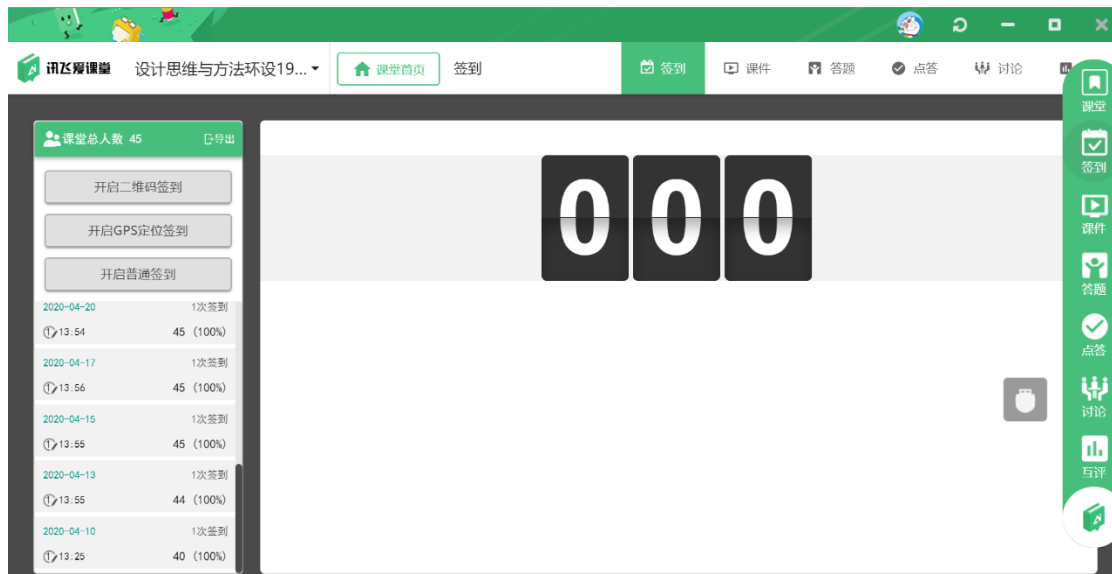 讯飞爱课堂
设计思维与方法环设19...
课堂首页
签到
签到
课件
答题
点答
讨论
课堂总人数 45
导出
开启二维码签到
开启GPS定位签到
开启普通签到
2020-04-20 1次签到
① 13:54 45 (100%)
2020-04-17 1次签到
① 13:56 45 (100%)
2020-04-15 1次签到
① 13:55 45 (100%)
2020-04-13 1次签到
① 13:55 44 (100%)
2020-04-10 1次签到
① 13:25 40 (100%)
000
课堂
签到
课件
答题
点答
讨论
互评